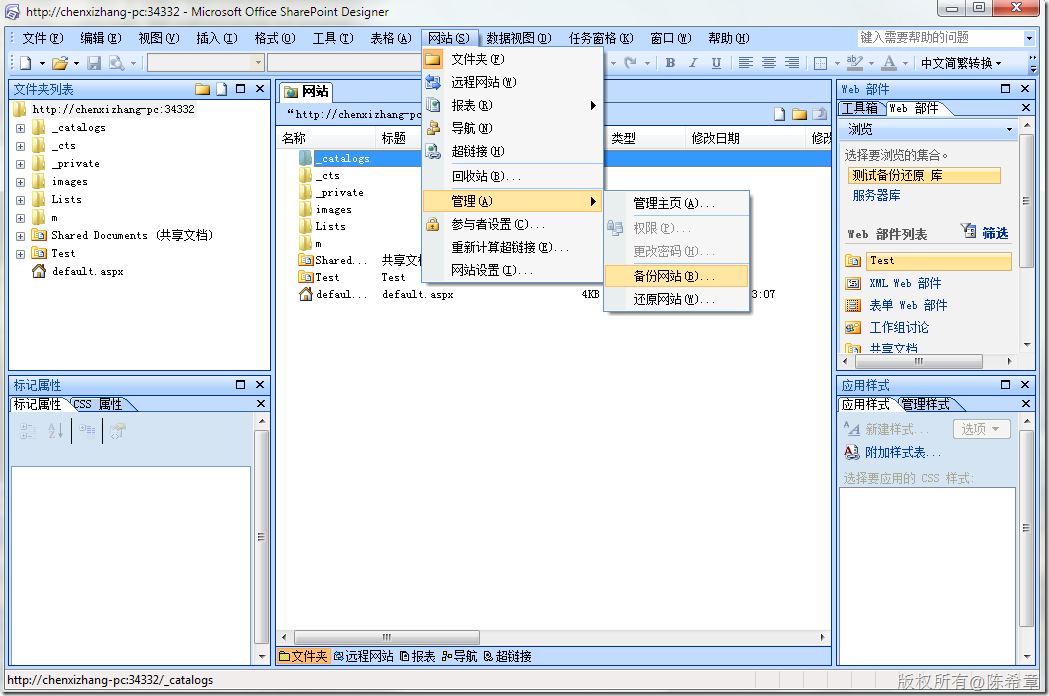 http://chenxizhang-pc:34332 - Microsoft Office SharePoint Designer
文件(F) 编辑(E) 视图(V) 插入(I) 格式(O) 工具(T) 表格(A) 网站(S) 数据视图(D) 任务窗格(K) 窗口(W) 帮助(H) 键入需要帮助的问题
B I U ab A 中文简繁转换
文件夹列表
http://chenxizhang-pc:34332
_catalogs
_cts
_private
images
Lists
m
Shared Documents (共享文档)
Test
default.aspx
网站
“http://chenxizhang-pc
名称 标题 类型 修改日期 修改
_catalogs
_cts
_private
images
Lists
m
Shared... 共享文
Test Test
defaul... default.aspx 4KB 3:07
文件夹(F)
远程网站(W)
报表(R)
导航(N)
超链接(H)
回收站(B)...
管理(A)
参与者设置(C)...
重新计算超链接(E)...
网站设置(I)...
管理主页(A)...
权限(P)...
更改密码(H)...
备份网站(B)...
还原网站(W)...
文件夹 远程网站 报表 导航 超链接
Web 部件
工具箱 Web 部件
浏览
选择要浏览的集合。
测试备份还原 库
服务器库
Web 部件列表 筛选
Test
XML Web 部件
表单 Web 部件
工作组讨论
共享文档
标记属性
标记属性 CSS 属性
应用样式
应用样式 管理样式
新建样式... 选项
附加样式表...
选择要应用的 CSS 样式:
http://chenxizhang-pc:34332/_catalogs
版权所有@陈希章